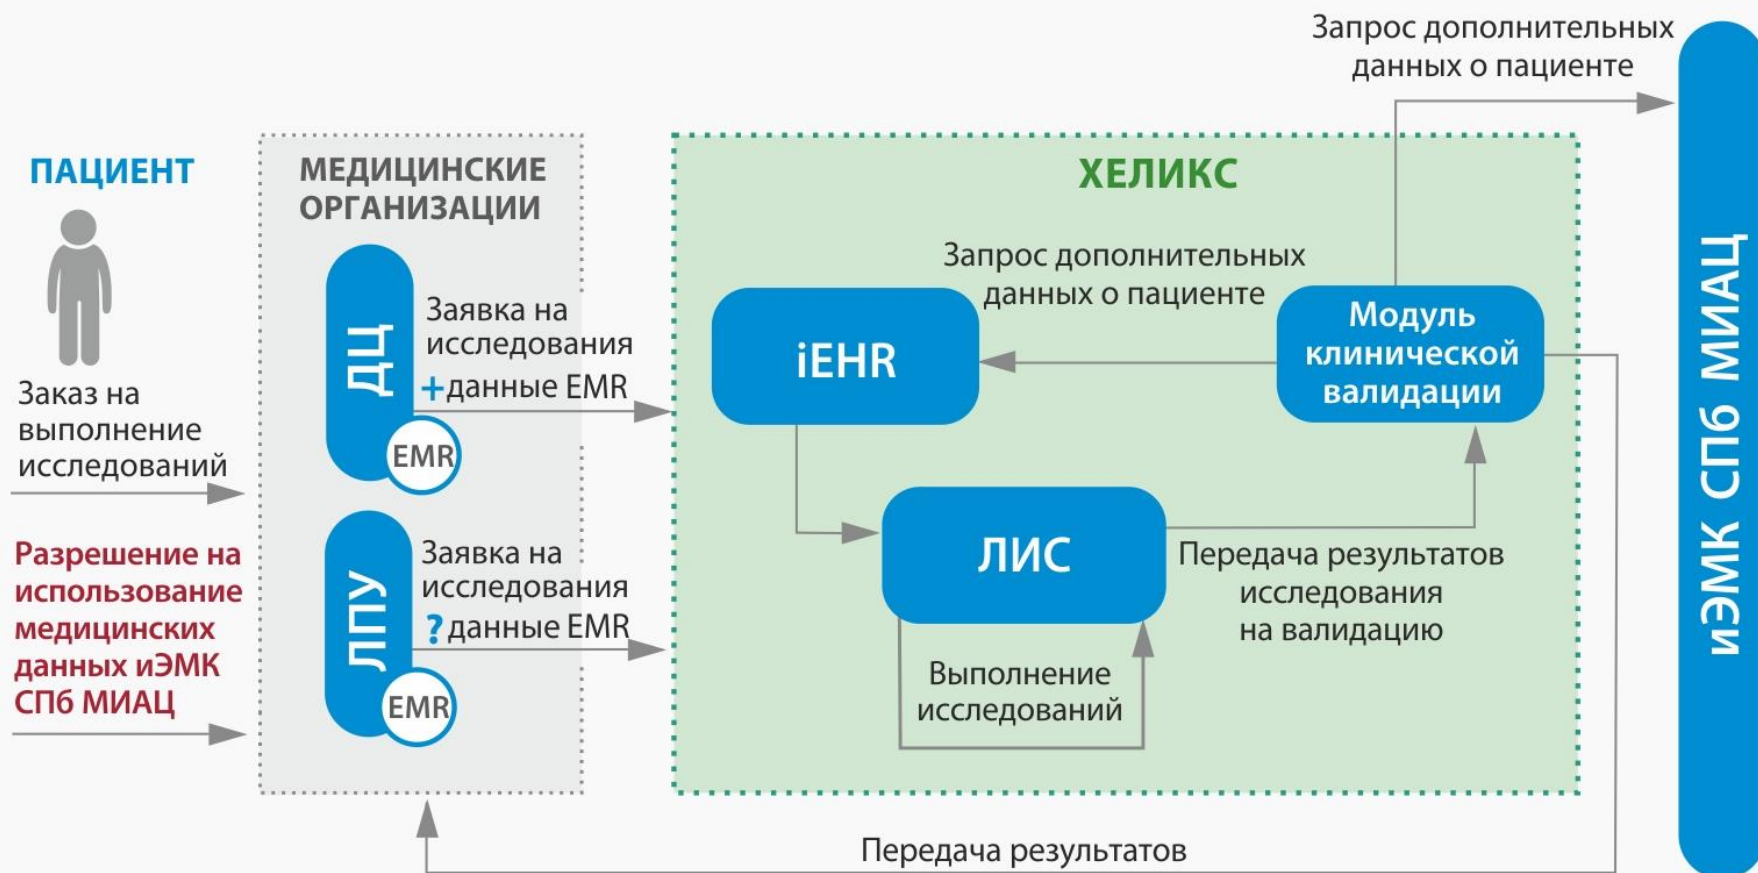 Запрос дополнительных
данных о пациенте
ПАЦИЕНТ
МЕДИЦИНСКИЕ
ОРГАНИЗАЦИИ
ХЕЛИКС
Заказ на
выполнение
исследований
Разрешение на
использование
медицинских
данных иЭМК
СПб МИАЦ
ДЦ
EMR
Заявка на
исследования
+данные EMR
ЛПУ
EMR
Заявка на
исследования
? данные EMR
Запрос дополнительных
данных о пациенте
iEHR
Модуль
клинической
валидации
ЛИС
Передача результатов
исследования
на валидацию
Выполнение
исследований
Передача результатов
иЭМК СПб МИАЦ